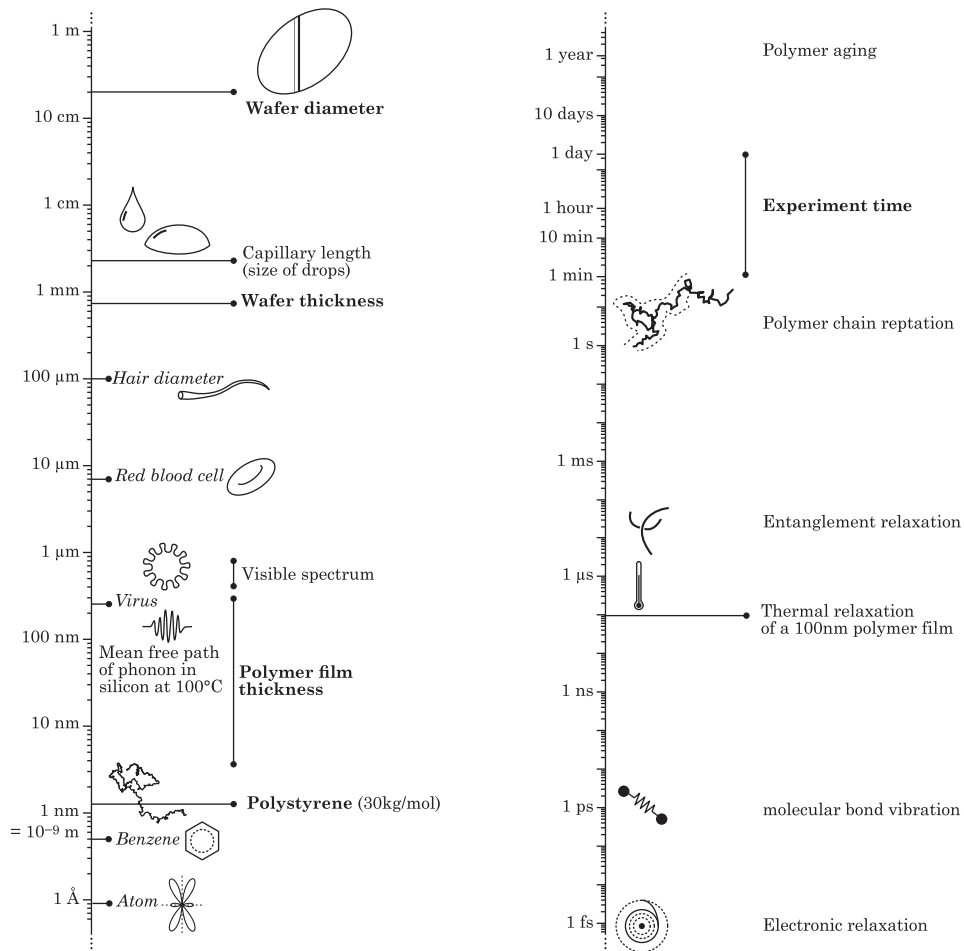 1 m
Wafer diameter
10 cm
1 cm
Capillary length
(size of drops)
1 mm
Wafer thickness
100 µm
Hair diameter
10 µm
Red blood cell
1 µm
Visible spectrum
Virus
100 nm
Mean free path
of phonon in
silicon at 100°C
Polymer film
thickness
10 nm
Polystyrene (30kg/mol)
1 nm
= 10⁻⁹ m
Benzene
1 Å
Atom
1 year
Polymer aging
10 days
1 day
Experiment time
1 hour
10 min
1 min
Polymer chain reptation
1 s
1 ms
Entanglement relaxation
1 µs
Thermal relaxation
of a 100nm polymer film
1 ns
1 ps
molecular bond vibration
1 fs
Electronic relaxation